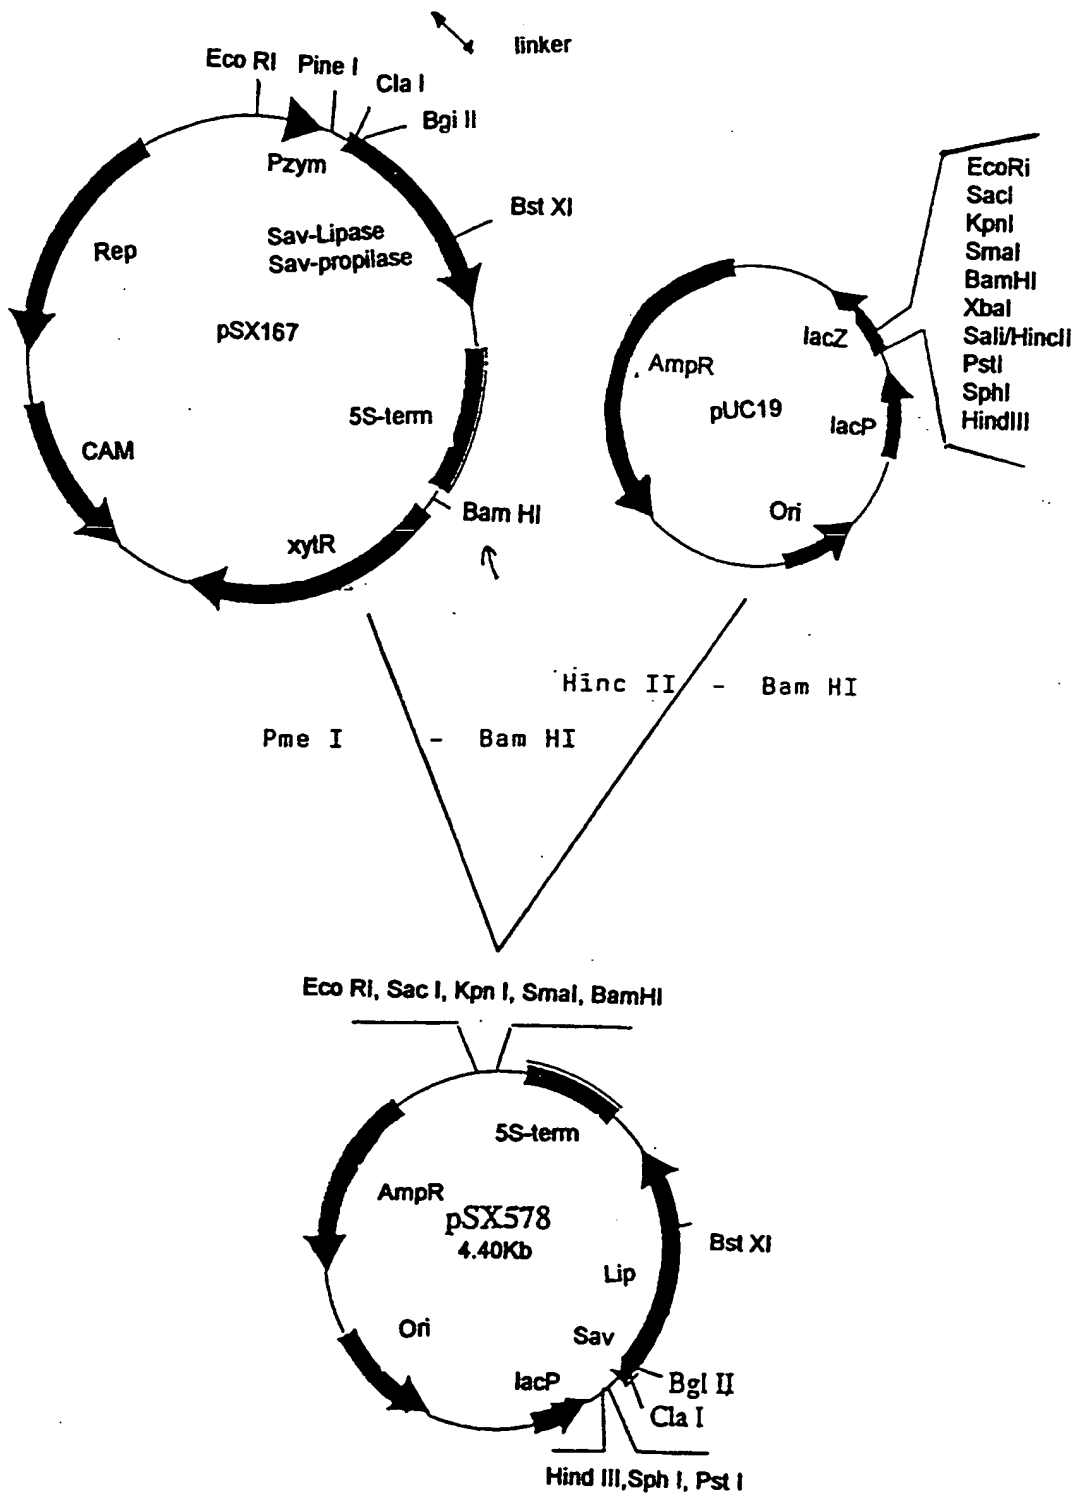 linker
Eco RI
Pine I
Cla I
Bgi II
Pzym
Bst XI
Rep
Sav-Lipase
Sav-propilase
pSX167
5S-term
CAM
Bam HI
xytR
EcoRi
SacI
KpnI
SmaI
BamHI
XbaI
Sali/HincII
PstI
SphI
HindIII
lacZ
AmpR
pUC19
lacP
Ori
Hinc II - Bam HI
Pme I - Bam HI
Eco RI, Sac I, Kpn I, SmaI, BamHI
5S-term
AmpR
pSX578
4.40Kb
Bst XI
Lip
Ori
Sav
lacP
Bgl II
Cla I
Hind III,Sph I, Pst I